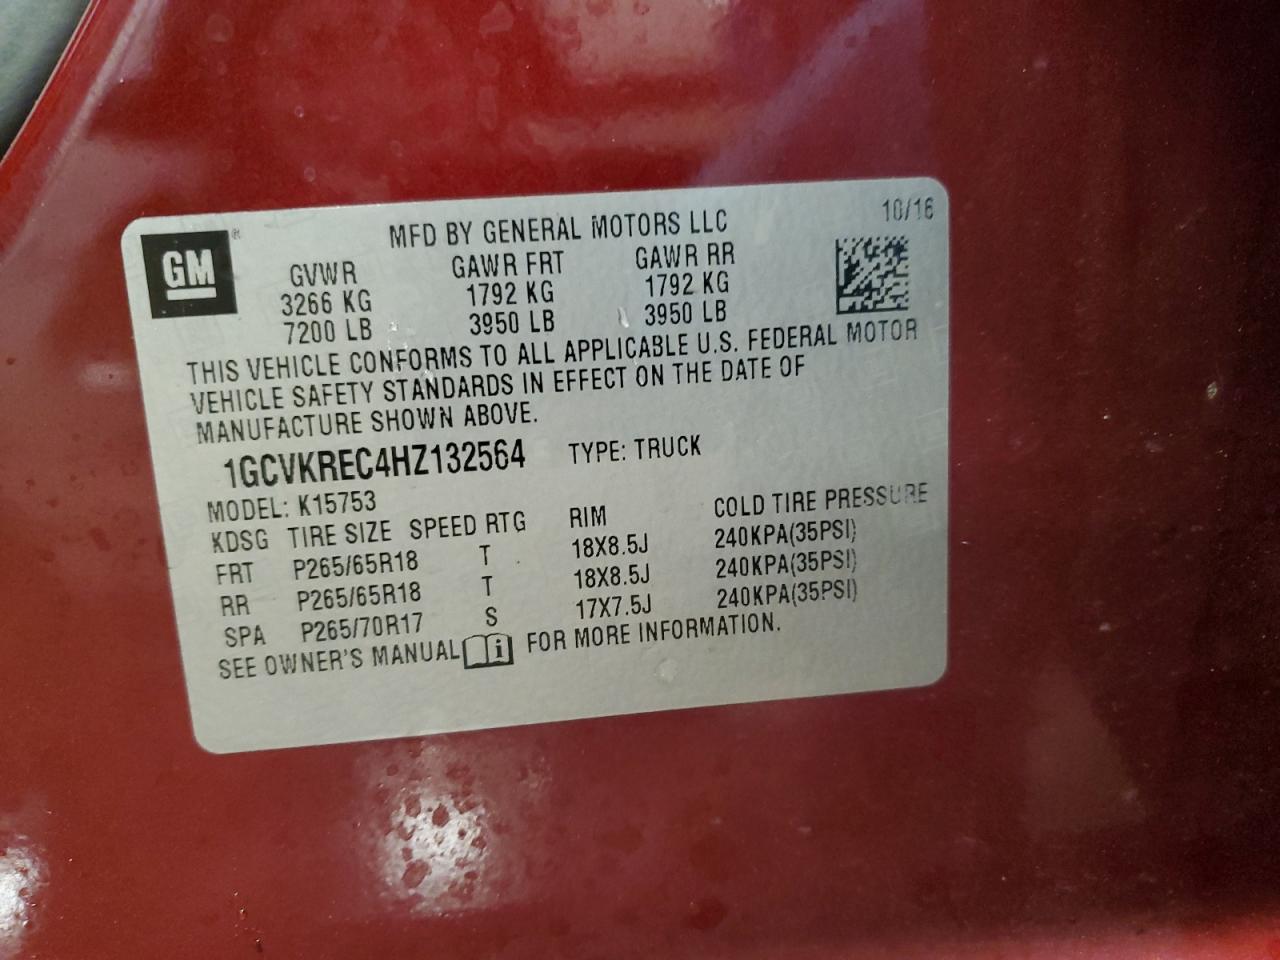 10/16
GM ®
MFD BY GENERAL MOTORS LLC
GVWR GAWR FRT GAWR RR
3266 KG 1792 KG 1792 KG
7200 LB 3950 LB 3950 LB
THIS VEHICLE CONFORMS TO ALL APPLICABLE U.S. FEDERAL MOTOR
VEHICLE SAFETY STANDARDS IN EFFECT ON THE DATE OF
MANUFACTURE SHOWN ABOVE.
1GCVKREC4HZ132564 TYPE: TRUCK
MODEL: K15753
KDSG TIRE SIZE SPEED RTG RIM COLD TIRE PRESSURE
FRT P265/65R18 T 18X8.5J 240KPA(35PSI)
RR P265/65R18 T 18X8.5J 240KPA(35PSI)
SPA P265/70R17 S 17X7.5J 240KPA(35PSI)
SEE OWNER'S MANUAL i FOR MORE INFORMATION.